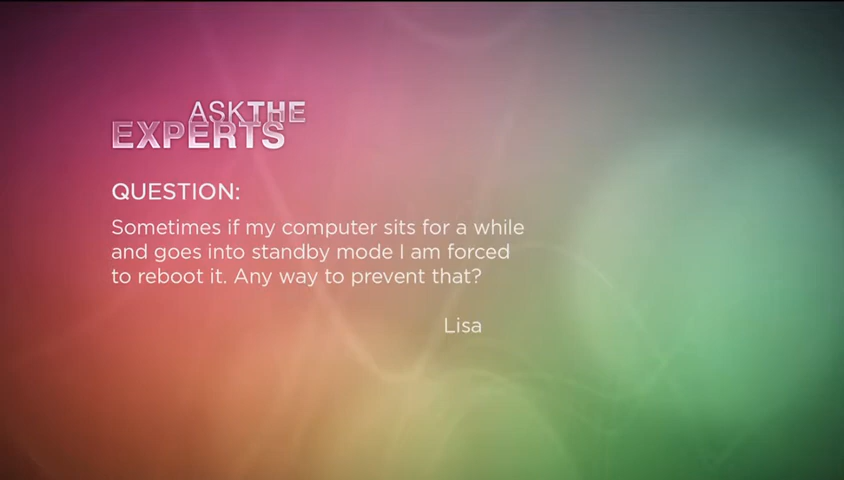 ASKTHE
EXPERTS
QUESTION:
Sometimes if my computer sits for a while
and goes into standby mode I am forced
to reboot it. Any way to prevent that?
Lisa